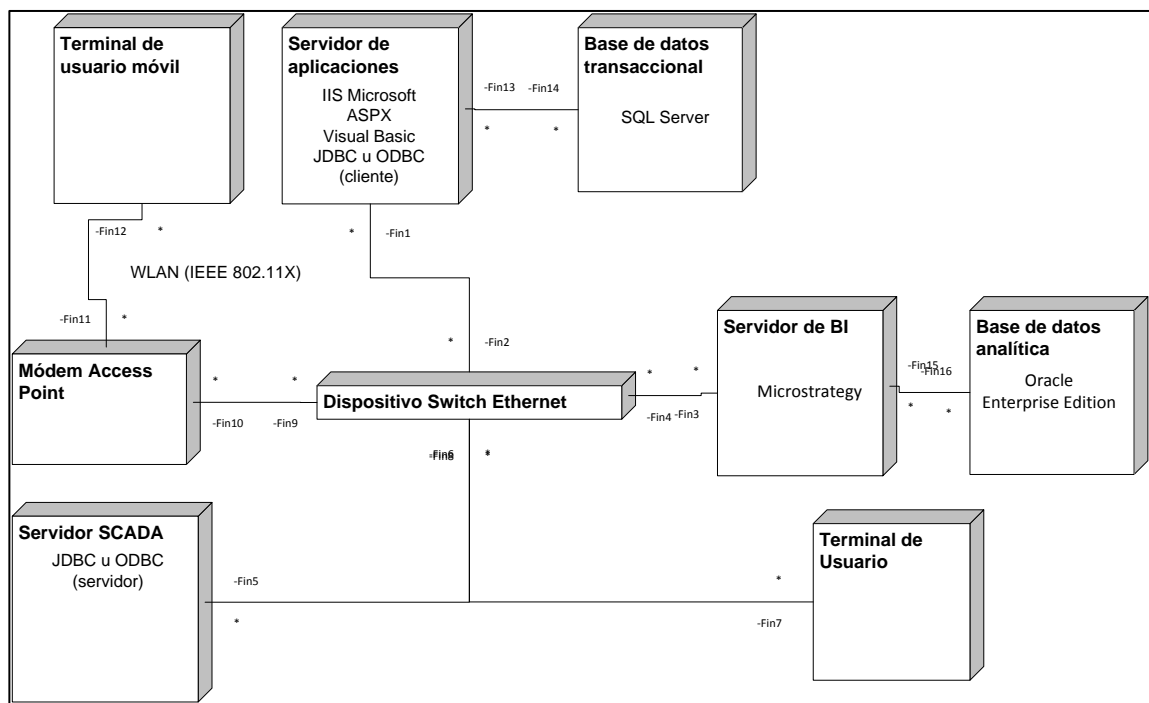 Terminal de
usuario móvil
Servidor de
aplicaciones
IIS Microsoft
ASPX
Visual Basic
JDBC u ODBC
(cliente)
-Fin13
*
-Fin14
*
Base de datos
transaccional
SQL Server
-Fin12
*
*
-Fin1
WLAN (IEEE 802.11X)
-Fin11
*
*
-Fin2
Módem Access
Point
*
-Fin10
*
-Fin9
Dispositivo Switch Ethernet
*
-Fin4
*
-Fin3
Servidor de BI
Microstrategy
-Fin15
*
-Fin16
*
Base de datos
analítica
Oracle
Enterprise Edition
*
Servidor SCADA
JDBC u ODBC
(servidor)
-Fin5
*
*
-Fin7
Terminal de
Usuario